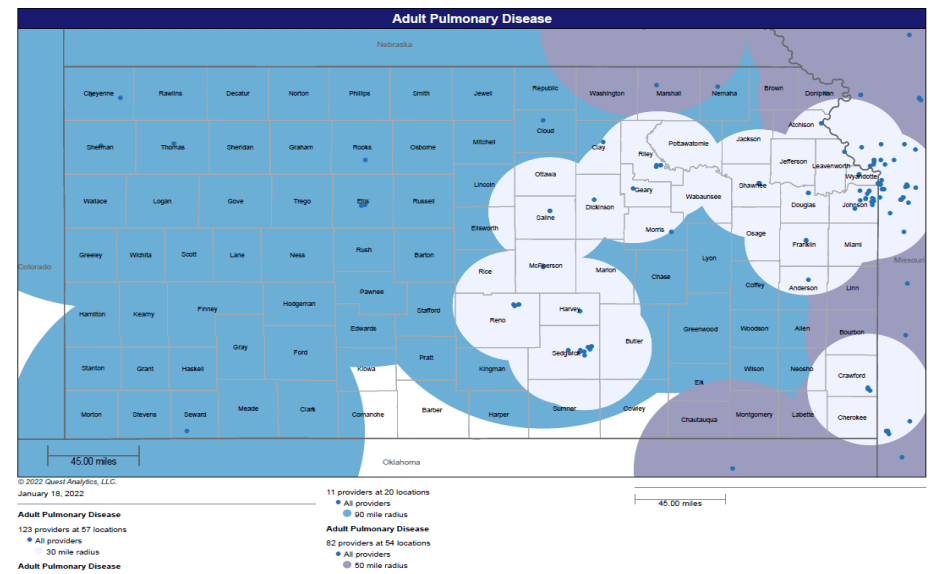 Adult Pulmonary Disease
Nebraska
Cheyenne Rawlins Decatur Norton Phillips Smith Jewell Republic Washington Marshall Nemaha Brown Doniphan
Atchison
Sherman Thomas Sheridan Graham Rooks Osborne Mitchell Cloud Clay Riley Pottawatomie Jackson Jefferson Leavenworth
Wyandotte
Lincoln Ottawa Geary Wabaunsee Shawnee
Wallace Logan Gove Trego Ellis Russell Saline Dickinson Douglas Johnson
Ellsworth Morris Osage Franklin Miami
Greeley Wichita Scott Lane Ness Rush Barton McPherson Marion Chase Lyon
Colorado Missouri
Rice Coffey Anderson Linn
Pawnee
Hamilton Kearny Finney Hodgeman Stafford Reno Harvey
Edwards Greenwood Woodson Allen Bourbon
Gray Ford Sedgwick Butler
Stanton Grant Haskell Kiowa Pratt Kingman Elk Wilson Neosho Crawford
Morton Stevens Seward Meade Clark Comanche Barber Harper Sumner Cowley Chautauqua Montgomery Labette Cherokee
45.00 miles
Oklahoma
© 2022 Quest Analytics, LLC.
January 18, 2022
Adult Pulmonary Disease
123 providers at 57 locations
All providers
30 mile radius
Adult Pulmonary Disease
11 providers at 20 locations
All providers
90 mile radius
Adult Pulmonary Disease
82 providers at 54 locations
All providers
50 mile radius
45.00 miles